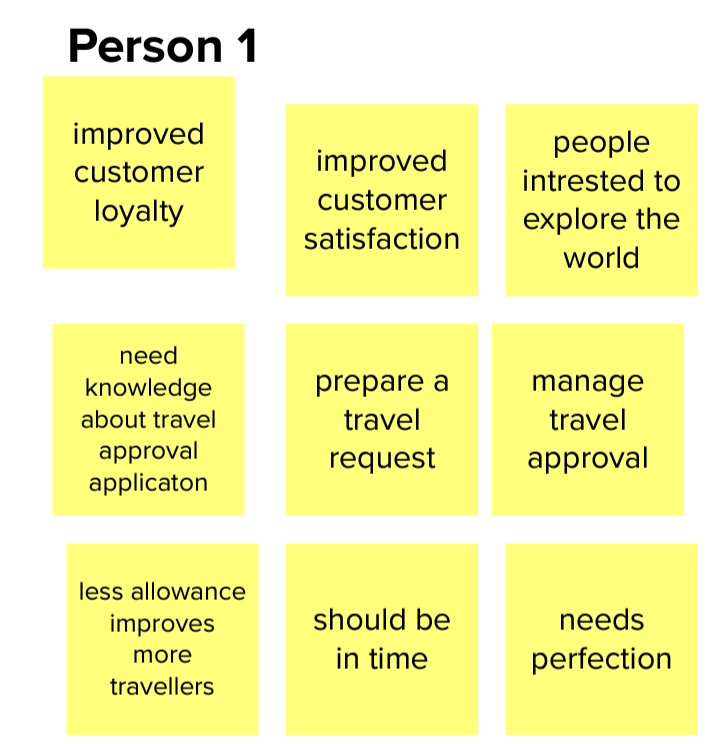 Person 1
improved
customer
loyalty
improved
customer
satisfaction
people
intrested to
explore the
world
need
knowledge
about travel
approval
applicaton
prepare a
travel
request
manage
travel
approval
less allowance
improves
more
travellers
should be
in time
needs
perfection